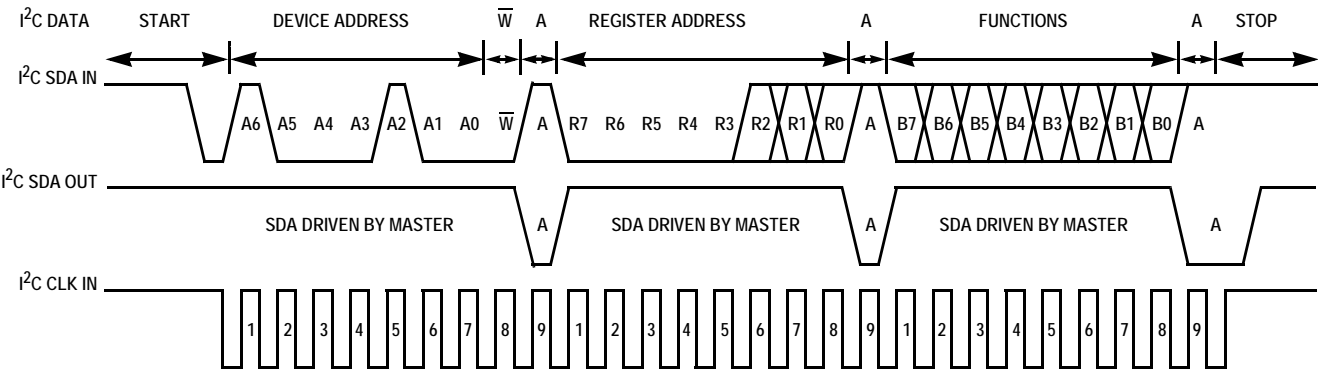 I²C DATA START DEVICE ADDRESS W̅ A REGISTER ADDRESS A FUNCTIONS A STOP
I²C SDA IN
A6 A5 A4 A3 A2 A1 A0 W̅ A R7 R6 R5 R4 R3 R2 R1 R0 A B7 B6 B5 B4 B3 B2 B1 B0 A
I²C SDA OUT
SDA DRIVEN BY MASTER A SDA DRIVEN BY MASTER A SDA DRIVEN BY MASTER A
I²C CLK IN
1 2 3 4 5 6 7 8 9 1 2 3 4 5 6 7 8 9 1 2 3 4 5 6 7 8 9